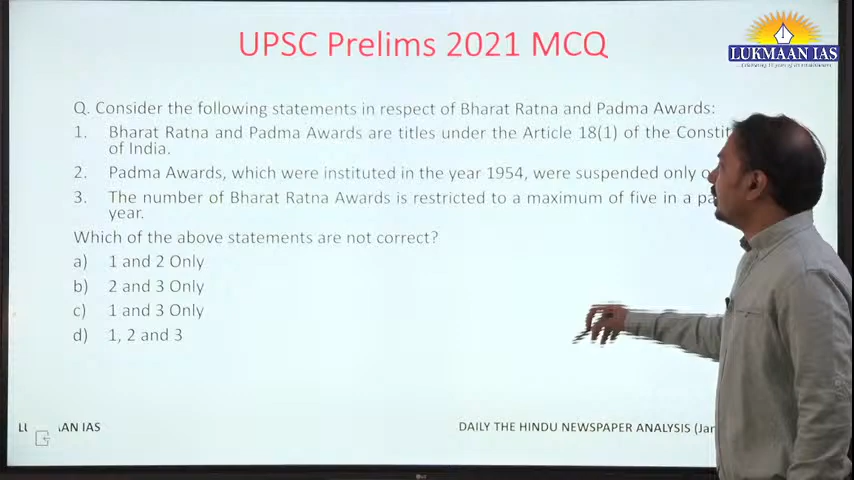 UPSC Prelims 2021 MCQ
LUKMAAN IAS
Q. Consider the following statements in respect of Bharat Ratna and Padma Awards:
1. Bharat Ratna and Padma Awards are titles under the Article 18(1) of the
of India.
2. Padma Awards, which were instituted in the year 1954, were suspended only
3. The number of Bharat Ratna Awards is restricted to a maximum of five in a
year.
Which of the above statements are not correct?
a) 1 and 2 Only
b) 2 and 3 Only
c) 1 and 3 Only
d) 1, 2 and 3
IAS
DAILY THE HINDU NEWSPAPER ANALYSIS